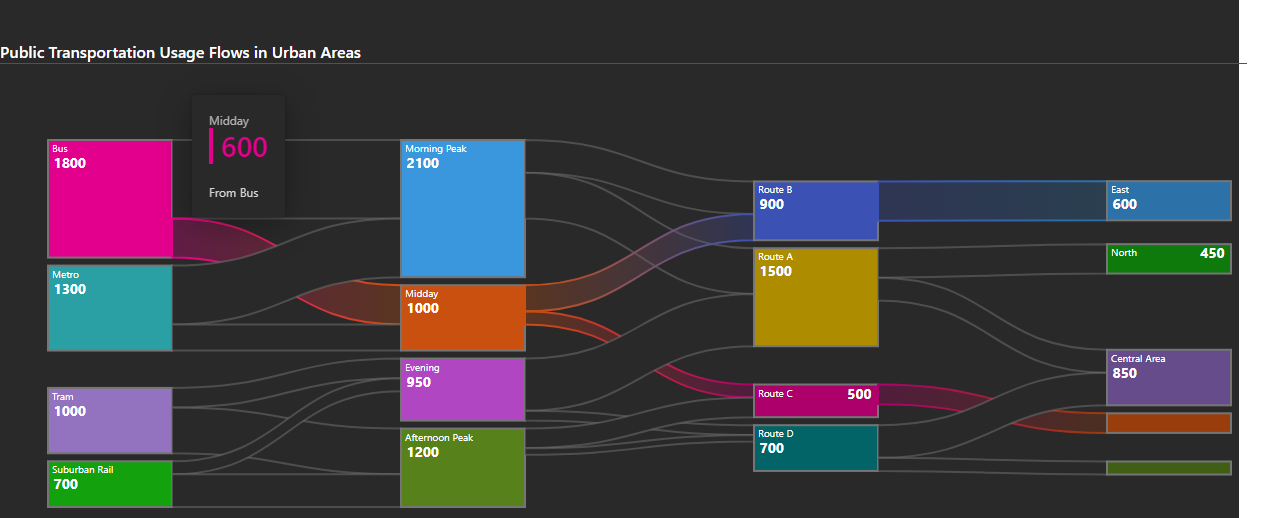 Public Transportation Usage Flows in Urban Areas
Midday
600
From Bus
Bus
1800
Metro
1300
Tram
1000
Suburban Rail
700
Morning Peak
2100
Midday
1000
Evening
950
Afternoon Peak
1200
Route B
900
Route A
1500
Route C 500
Route D
700
East
600
North 450
Central Area
850